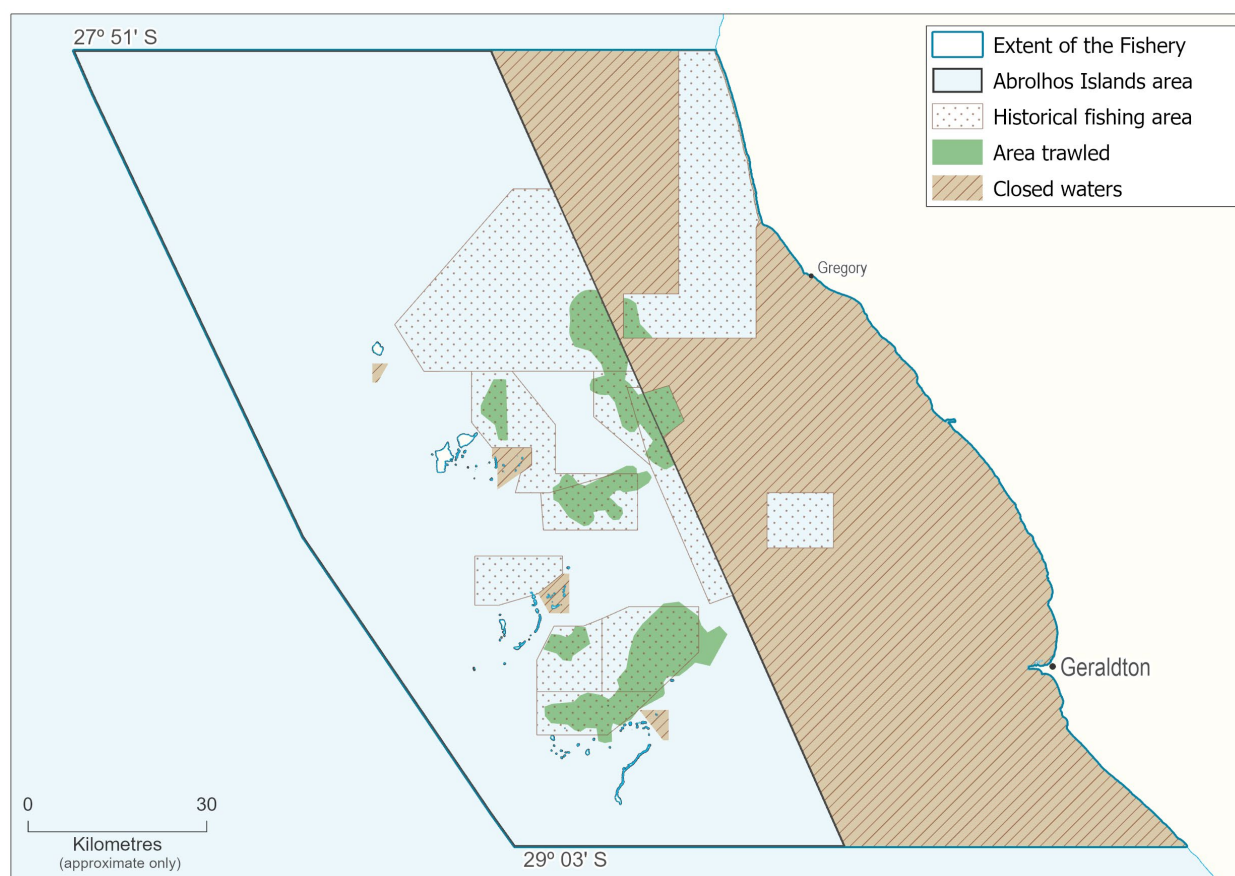 27º 51' S
Extent of the Fishery
Abrolhos Islands area
Historical fishing area
Area trawled
Closed waters
Gregory
Geraldton
0 30
Kilometres
(approximate only)
29º 03' S